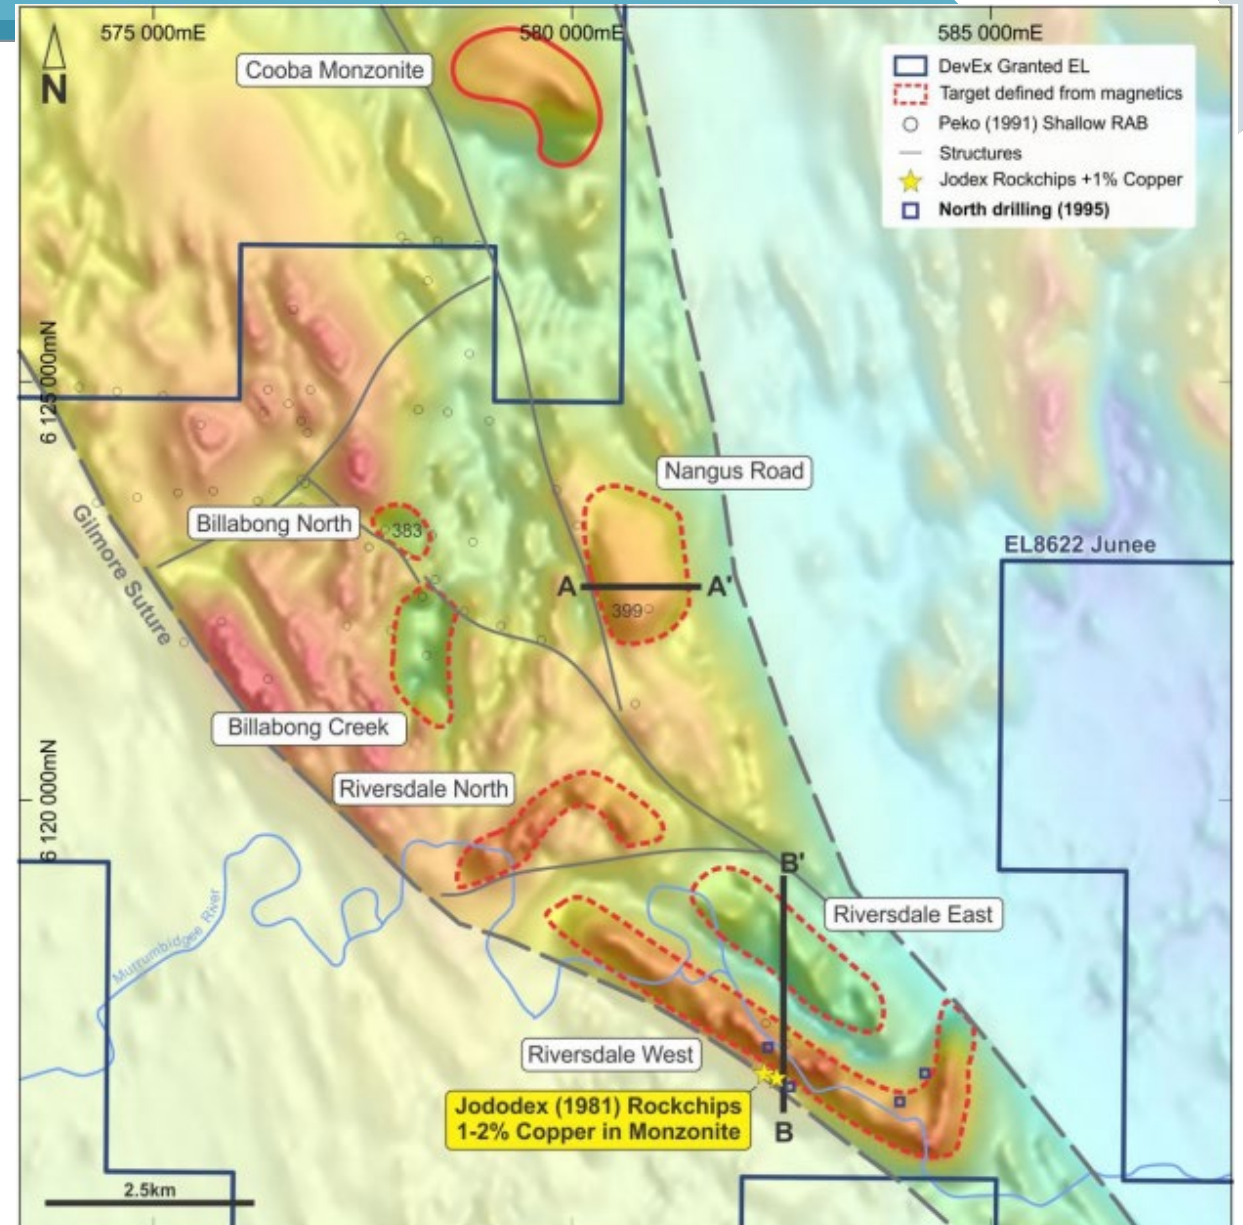 575 000mE
580 000mE
585 000mE
N
Cooba Monzonite
DevEx Granted EL
Target defined from magnetics
Peko (1991) Shallow RAB
Structures
Jodex Rockchips +1% Copper
North drilling (1995)
6 125 000mN
Nangus Road
Billabong North
383
Gilmore Suture
EL8622 Junee
A
A'
399
Billabong Creek
Riversdale North
6 120 000mN
B'
Riversdale East
Murrumbidgee River
Riversdale West
Jododex (1981) Rockchips
1-2% Copper in Monzonite
B
2.5km